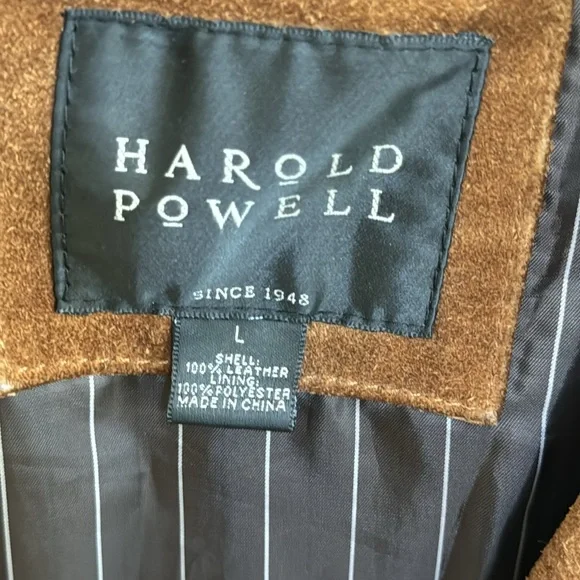 HAROLD
POWELL
SINCE 1948
L
SHELL:
100% LEATHER
LINING:
100% POLYESTER
MADE IN CHINA